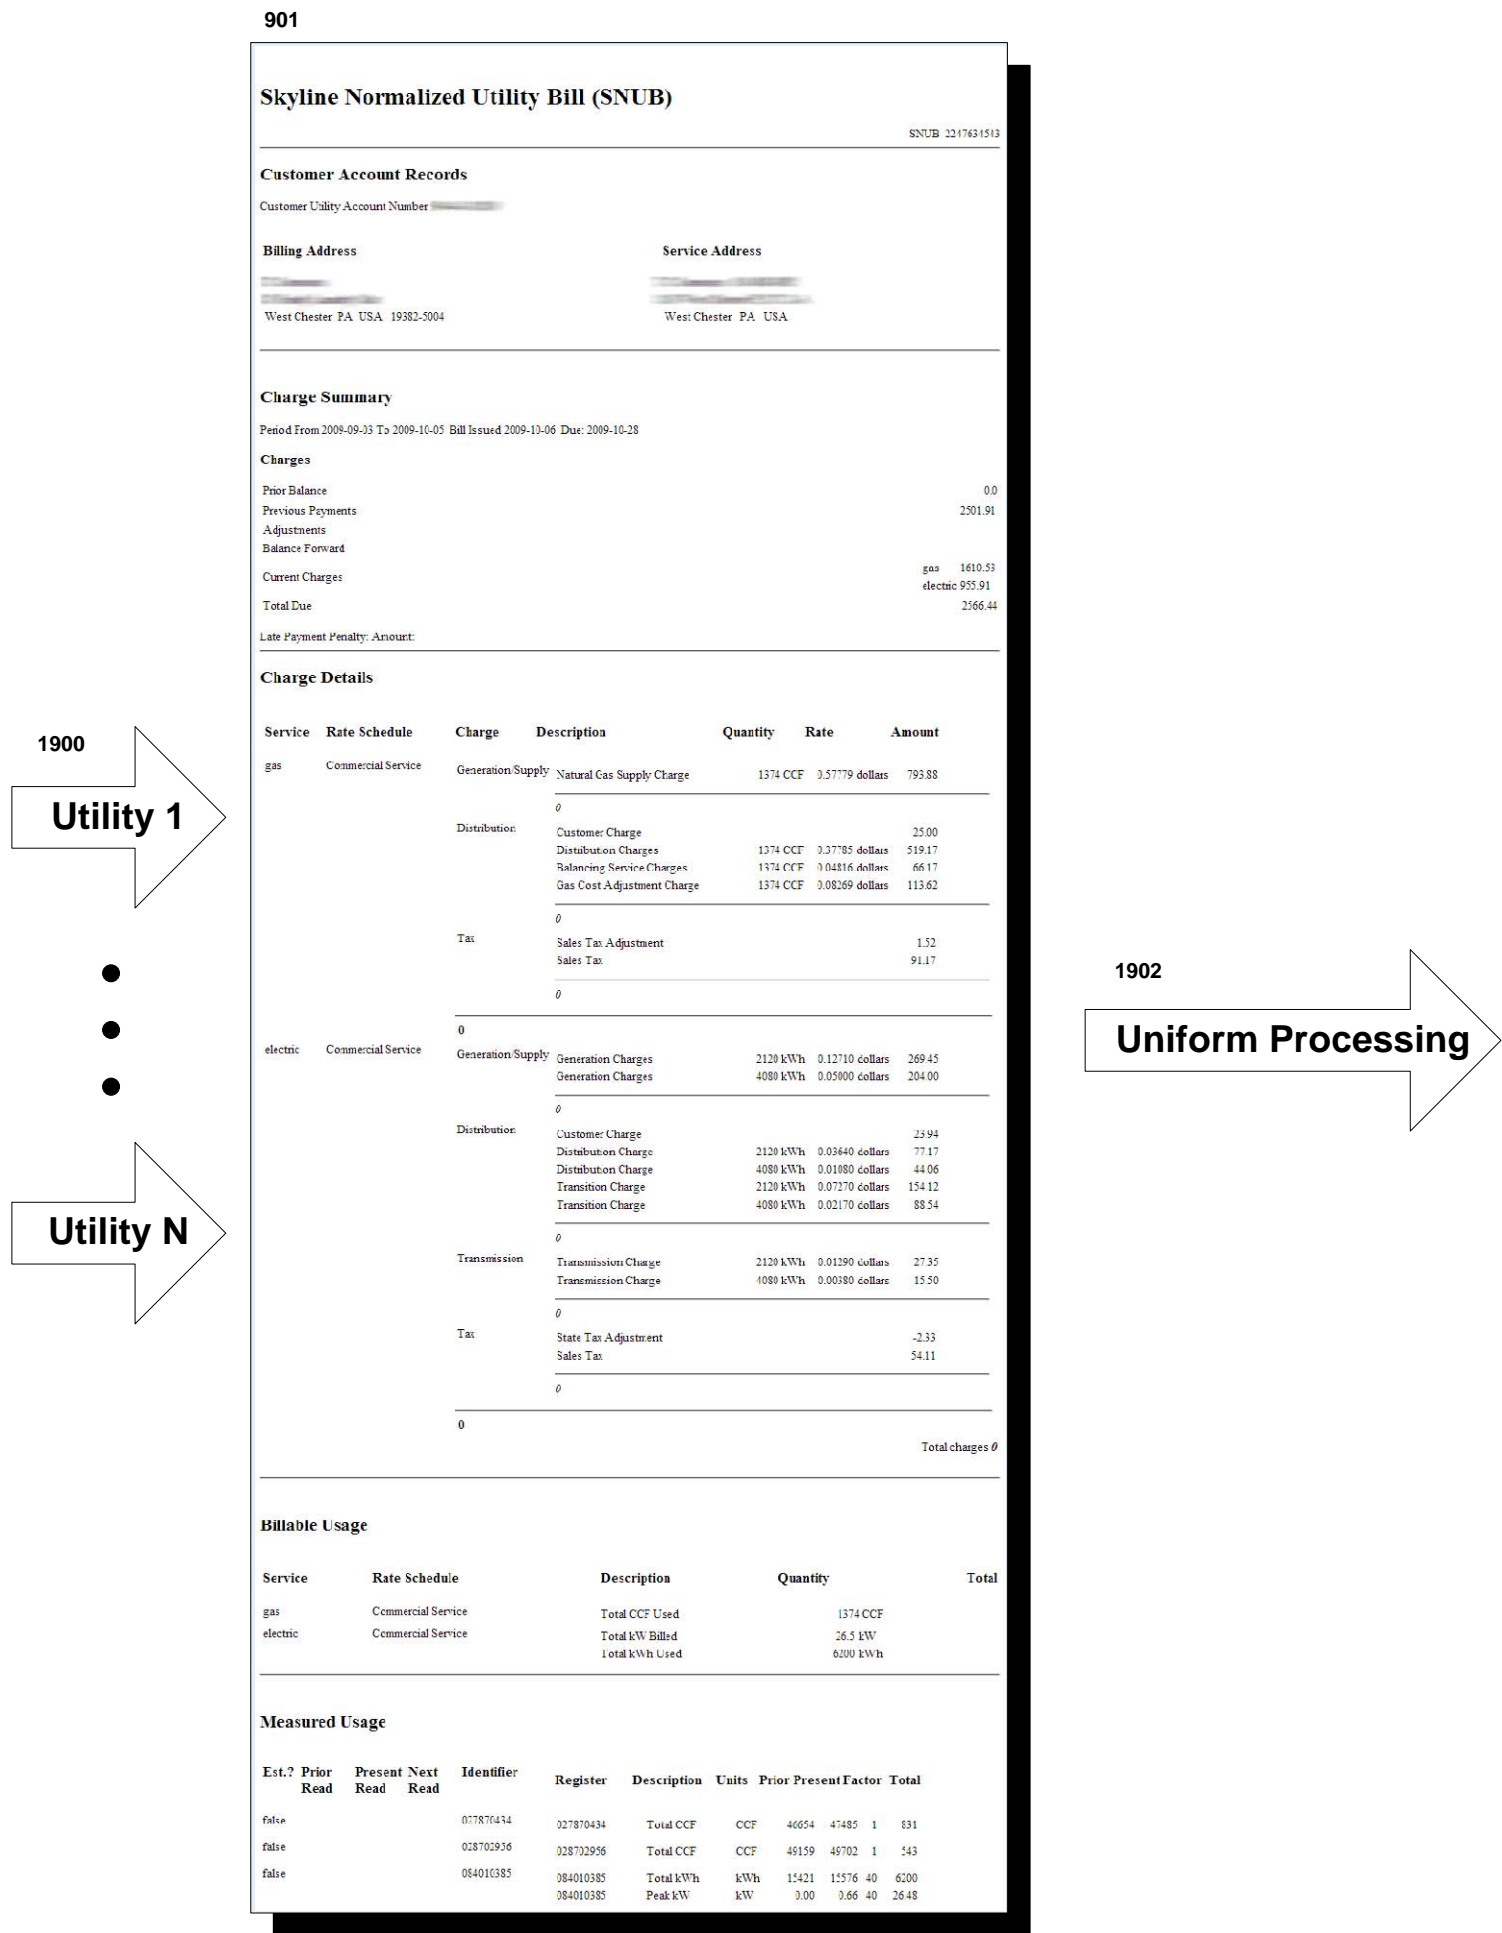 901
Skyline Normalized Utility Bill (SNUB)
SNUB 2247634543
Customer Account Records
Customer Utility Account Number
Billing Address Service Address
West Chester PA USA 19382-5004 West Chester PA USA
Charge Summary
Period From 2009-09-03 To 2009-10-05 Bill Issued 2009-10-06 Due: 2009-10-28
Charges
Prior Balance 0.0
Previous Payments 2501.91
Adjustments
Balance Forward
Current Charges gas 1610.53
electric 955.91
Total Due 2566.44
Late Payment Penalty: Amount:
Charge Details
Service Rate Schedule Charge Description Quantity Rate Amount
gas Commercial Service Generation/Supply Natural Gas Supply Charge 1374 CCF 0.57779 dollars 793.88
0
Distribution Customer Charge 25.00
Distribution Charges 1374 CCF 0.37785 dollars 519.17
Balancing Service Charges 1374 CCF 0.04816 dollars 66.17
Gas Cost Adjustment Charge 1374 CCF 0.08269 dollars 113.62
0
Tax Sales Tax Adjustment 1.52
Sales Tax 91.17
0
0
electric Commercial Service Generation/Supply Generation Charges 2120 kWh 0.12710 dollars 269.45
Generation Charges 4080 kWh 0.05000 dollars 204.00
0
Distribution Customer Charge 23.94
Distribution Charge 2120 kWh 0.03640 dollars 77.17
Distribution Charge 4080 kWh 0.01080 dollars 44.06
Transition Charge 2120 kWh 0.07270 dollars 154.12
Transition Charge 4080 kWh 0.02170 dollars 88.54
0
Transmission Transmission Charge 2120 kWh 0.01290 dollars 27.35
Transmission Charge 4080 kWh 0.00380 dollars 15.50
0
Tax State Tax Adjustment -2.33
Sales Tax 54.11
0
0
Total charges 0
Billable Usage
Service Rate Schedule Description Quantity Total
gas Commercial Service Total CCF Used 1374 CCF
electric Commercial Service Total kW Billed 26.5 kW
Total kWh Used 6200 kWh
Measured Usage
Est.? Prior Read Present Read Next Read Identifier Register Description Units Prior Present Factor Total
false 027870434 027870434 Total CCF CCF 46654 47485 1 831
false 028702956 028702956 Total CCF CCF 49159 49702 1 543
false 084010385 084010385 Total kWh kWh 15421 15576 40 6200
084010385 Peak kW kW 0.00 0.66 40 26.48
1900
Utility 1
Utility N
1902
Uniform Processing